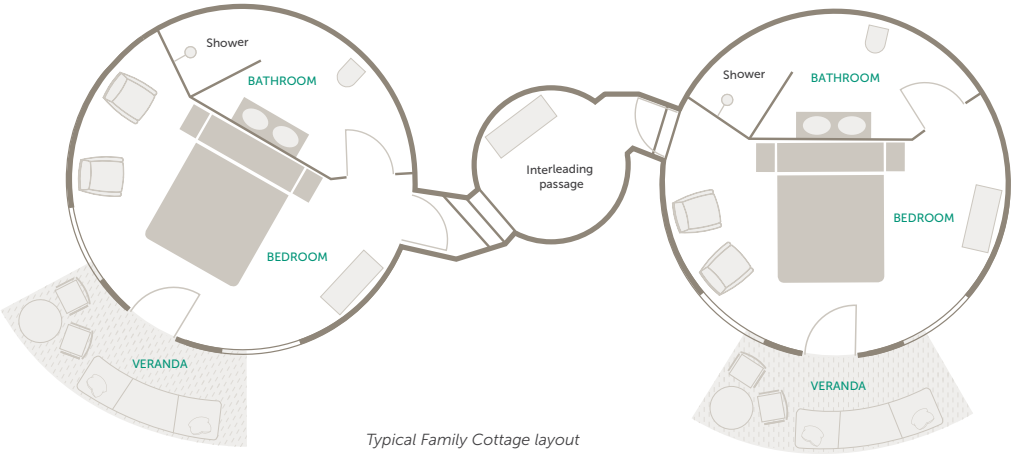 Shower
BATHROOM
BEDROOM
VERANDA
Interleading
passage
Shower
BATHROOM
BEDROOM
VERANDA
Typical Family Cottage layout